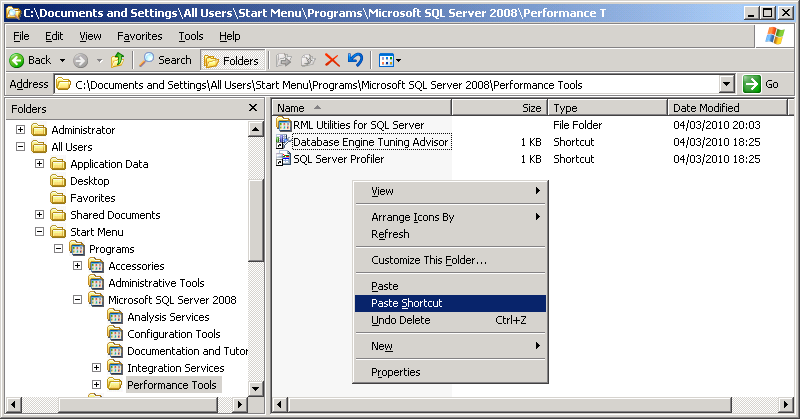 C:\Documents and Settings\All Users\Start Menu\Programs\Microsoft SQL Server 2008\Performance T
File Edit View Favorites Tools Help
Back Search Folders
Address C:\Documents and Settings\All Users\Start Menu\Programs\Microsoft SQL Server 2008\Performance Tools Go
Folders
Administrator
All Users
Application Data
Desktop
Favorites
Shared Documents
Start Menu
Programs
Accessories
Administrative Tools
Microsoft SQL Server 2008
Analysis Services
Configuration Tools
Documentation and Tutor
Integration Services
Performance Tools
Name Size Type Date Modified
RML Utilities for SQL Server File Folder 04/03/2010 20:03
Database Engine Tuning Advisor 1 KB Shortcut 04/03/2010 18:25
SQL Server Profiler 1 KB Shortcut 04/03/2010 18:25
View
Arrange Icons By
Refresh
Customize This Folder...
Paste
Paste Shortcut
Undo Delete Ctrl+Z
New
Properties